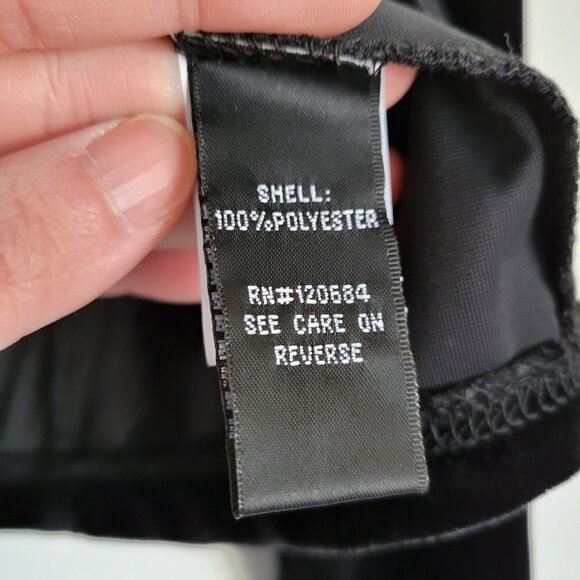 SHELL:
100%POLYESTER
RN#120684
SEE CARE ON
REVERSE